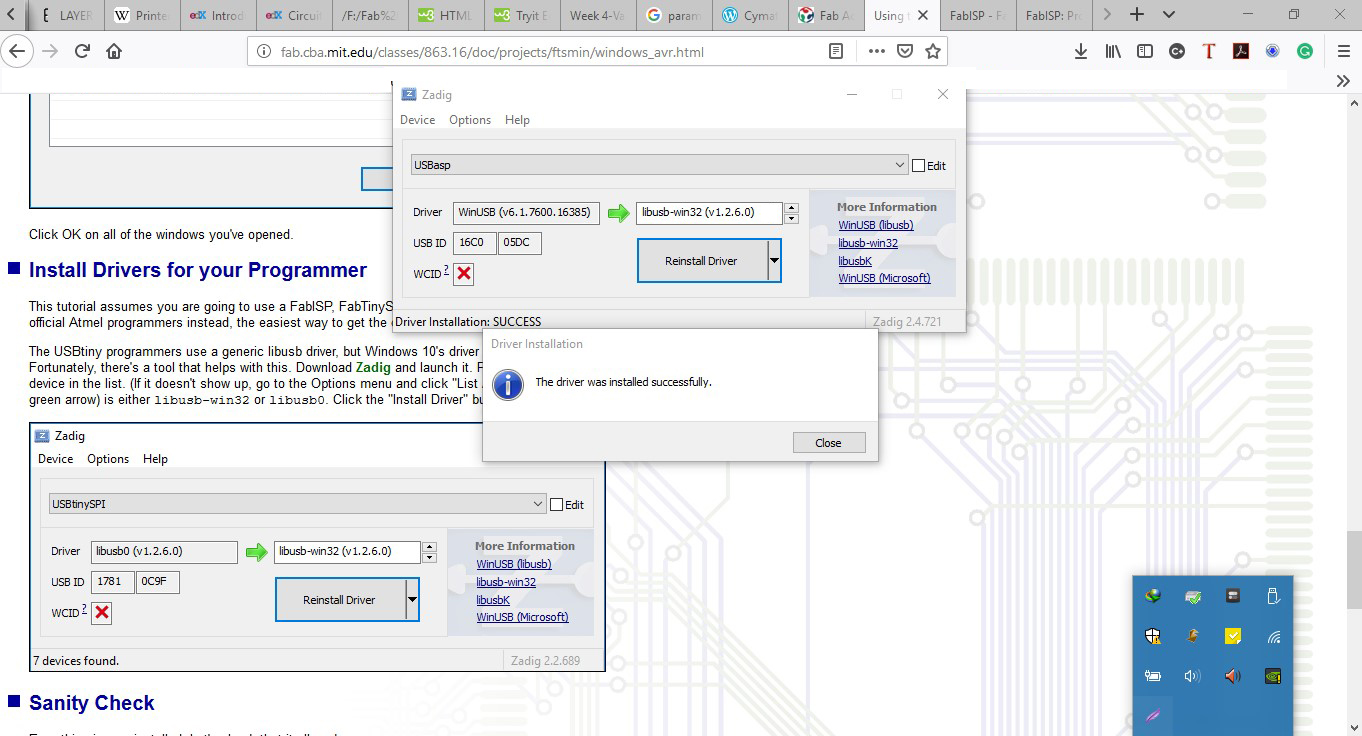 LAYER
Printe
edX Introd
edX Circuit
/F:/Fab%2
w3 HTML
w3 Tryit E
Week 4-Va
G param
Cyma
Fab A
Using t
FabISP - F
FabISP: Pr
fab.cba.mit.edu/classes/863.16/doc/projects/ftsmin/windows_avr.html
Z Zadig
Device Options Help
USBasp
Edit
Driver WinUSB (v6.1.7600.16385) libusb-win32 (v1.2.6.0)
USB ID 16C0 05DC
WCID ?
Reinstall Driver
More Information
WinUSB (libusb)
libusb-win32
libusbK
WinUSB (Microsoft)
Driver Installation: SUCCESS
Zadig 2.4.721
Driver Installation
The driver was installed successfully.
Close
Click OK on all of the windows you've opened.
Install Drivers for your Programmer
This tutorial assumes you are going to use a FabISP, FabTinyS
official Atmel programmers instead, the easiest way to get the
The USBtiny programmers use a generic libusb driver, but Windows 10's driver
Fortunately, there's a tool that helps with this. Download Zadig and launch it.
device in the list. (If it doesn't show up, go to the Options menu and click "List
green arrow) is either libusb-win32 or libusb0. Click the "Install Driver" bu
Z Zadig
Device Options Help
USBtinySPI
Edit
Driver libusb0 (v1.2.6.0) libusb-win32 (v1.2.6.0)
USB ID 1781 0C9F
WCID ?
Reinstall Driver
More Information
WinUSB (libusb)
libusb-win32
libusbK
WinUSB (Microsoft)
7 devices found.
Zadig 2.2.689
Sanity Check